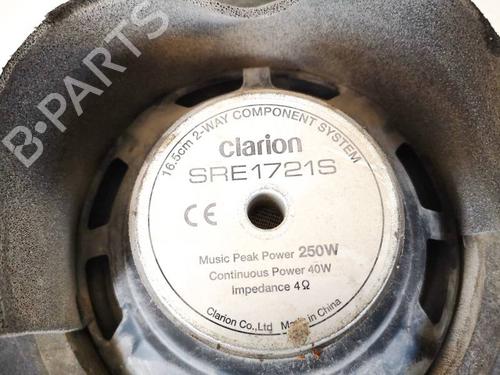 B-PARTS
16.5cm 2-WAY COMPONENT SYSTEM
clarion
SRE1721S
CE
Music Peak Power 250W
Continuous Power 40W
Impedance 4Ω
Clarion Co.,Ltd Made in China